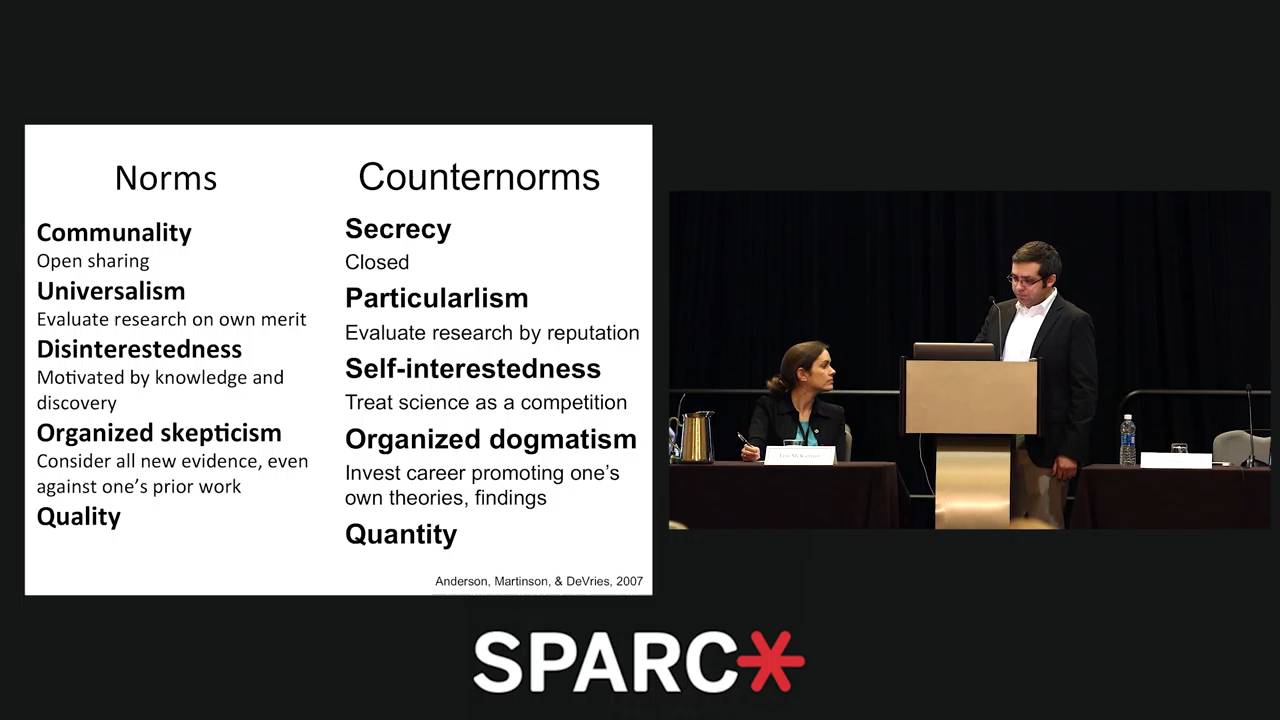 Norms
Communality
Open sharing
Universalism
Evaluate research on own merit
Disinterestedness
Motivated by knowledge and
discovery
Organized skepticism
Consider all new evidence, even
against one's prior work
Quality
Counternorms
Secrecy
Closed
Particularlism
Evaluate research by reputation
Self-interestedness
Treat science as a competition
Organized dogmatism
Invest career promoting one's
own theories, findings
Quantity
Anderson, Martinson, & DeVries, 2007
SPARC*